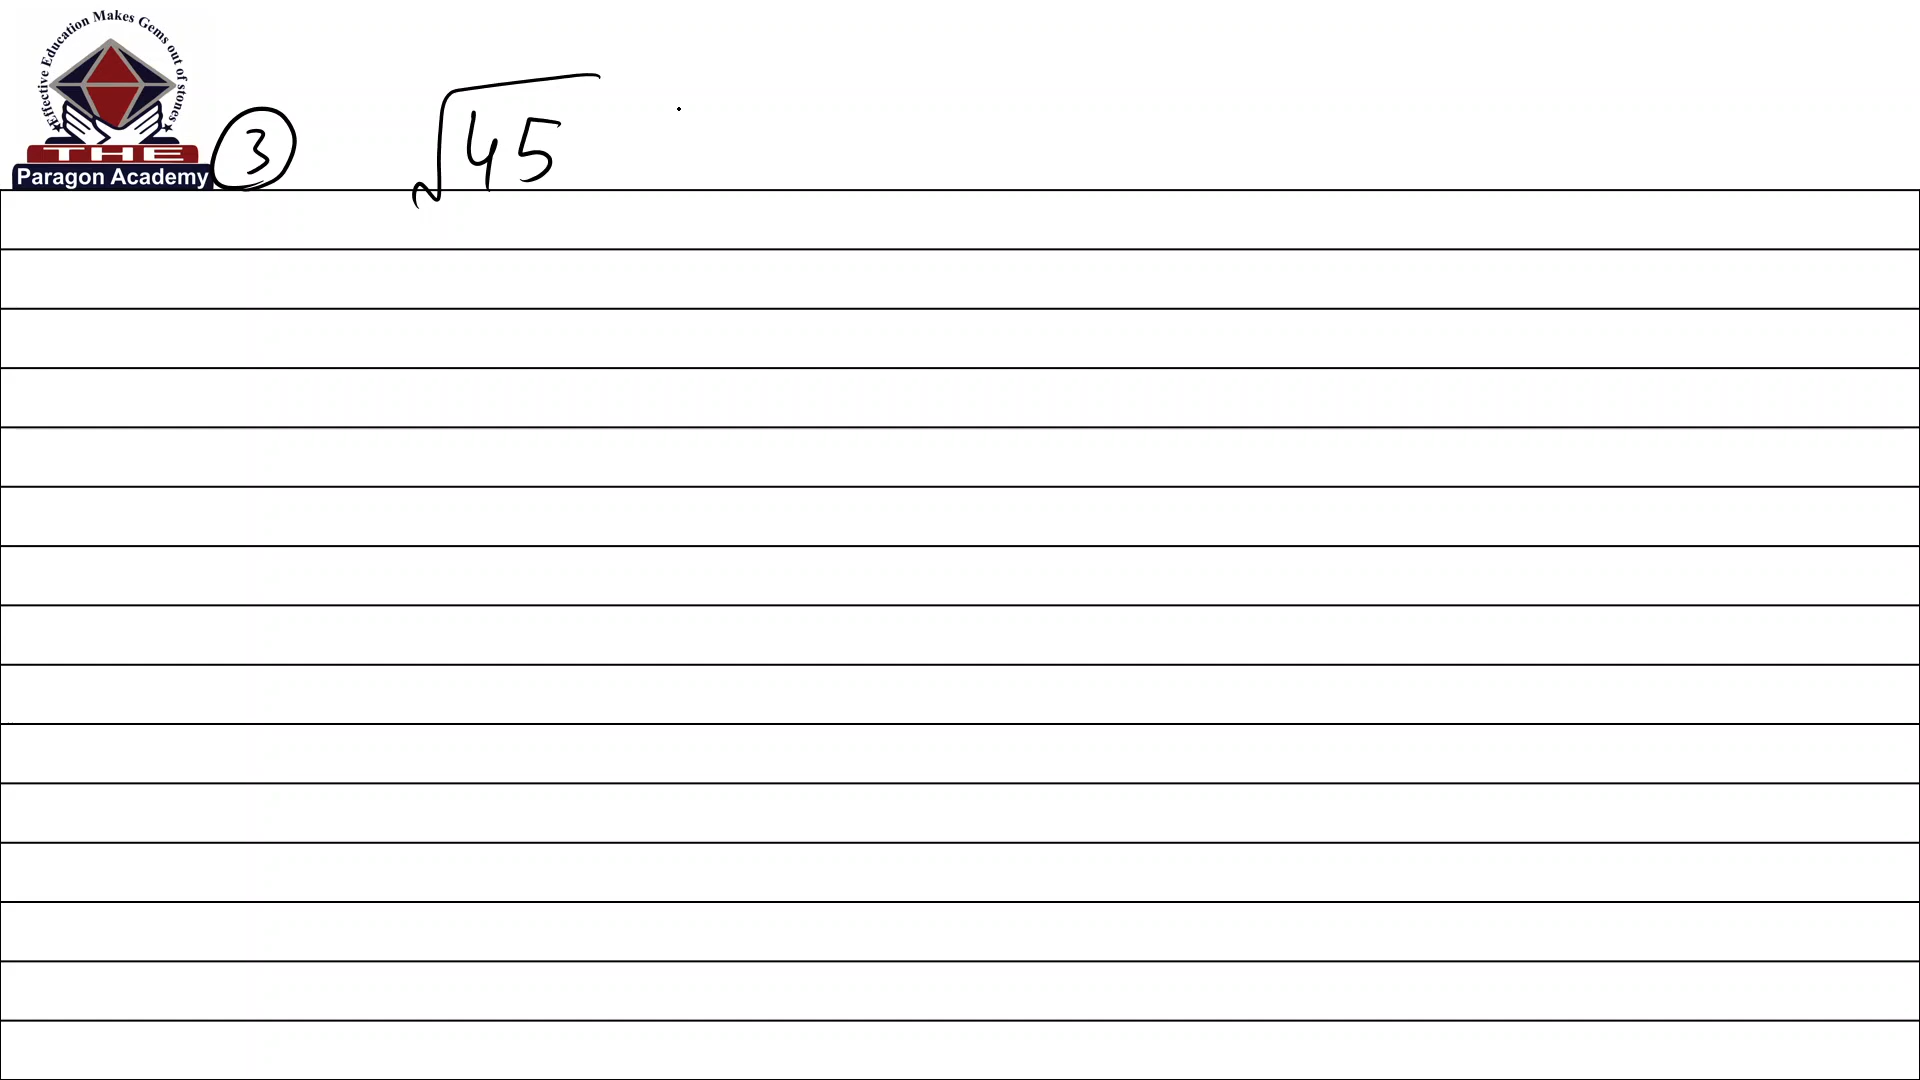 Effective Education Makes Gems out of stones
THE
Paragon Academy
③ √45